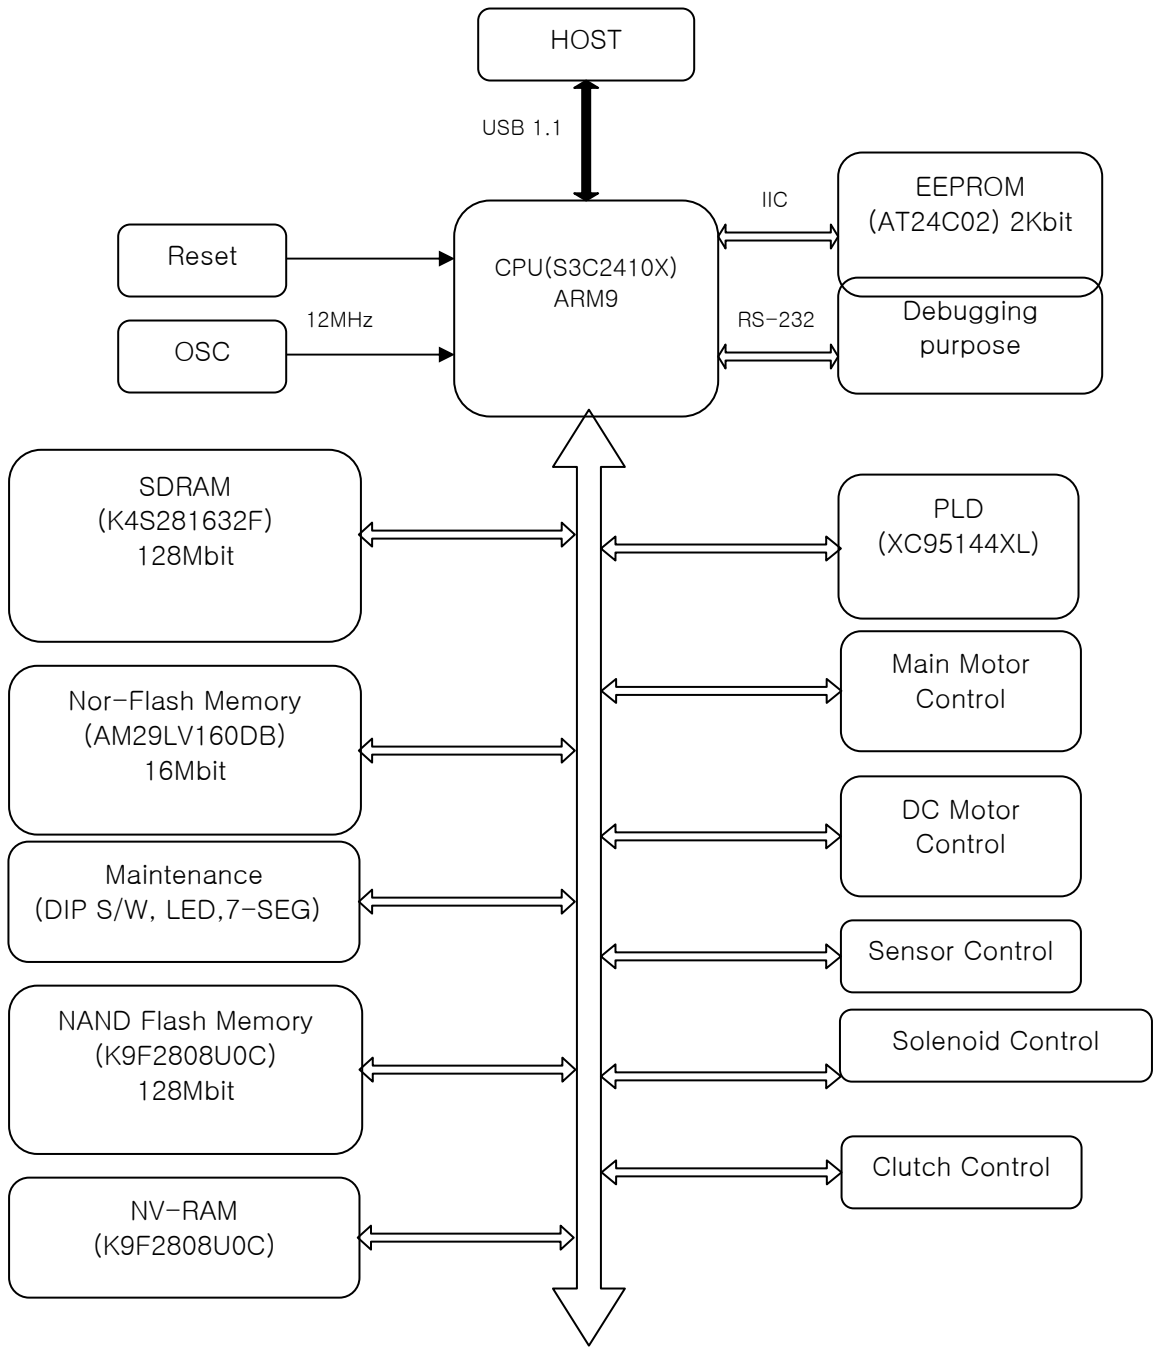 HOST
USB 1.1
IIC
EEPROM
(AT24C02) 2Kbit
Reset
CPU(S3C2410X)
ARM9
12MHz
OSC
RS-232
Debugging
purpose
SDRAM
(K4S281632F)
128Mbit
PLD
(XC95144XL)
Nor-Flash Memory
(AM29LV160DB)
16Mbit
Main Motor
Control
Maintenance
(DIP S/W, LED,7-SEG)
DC Motor
Control
NAND Flash Memory
(K9F2808U0C)
128Mbit
Sensor Control
Solenoid Control
NV-RAM
(K9F2808U0C)
Clutch Control